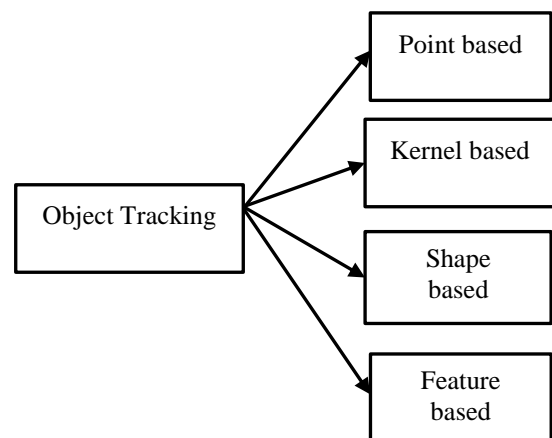 Point based
Kernel based
Object Tracking
Shape
based
Feature
based